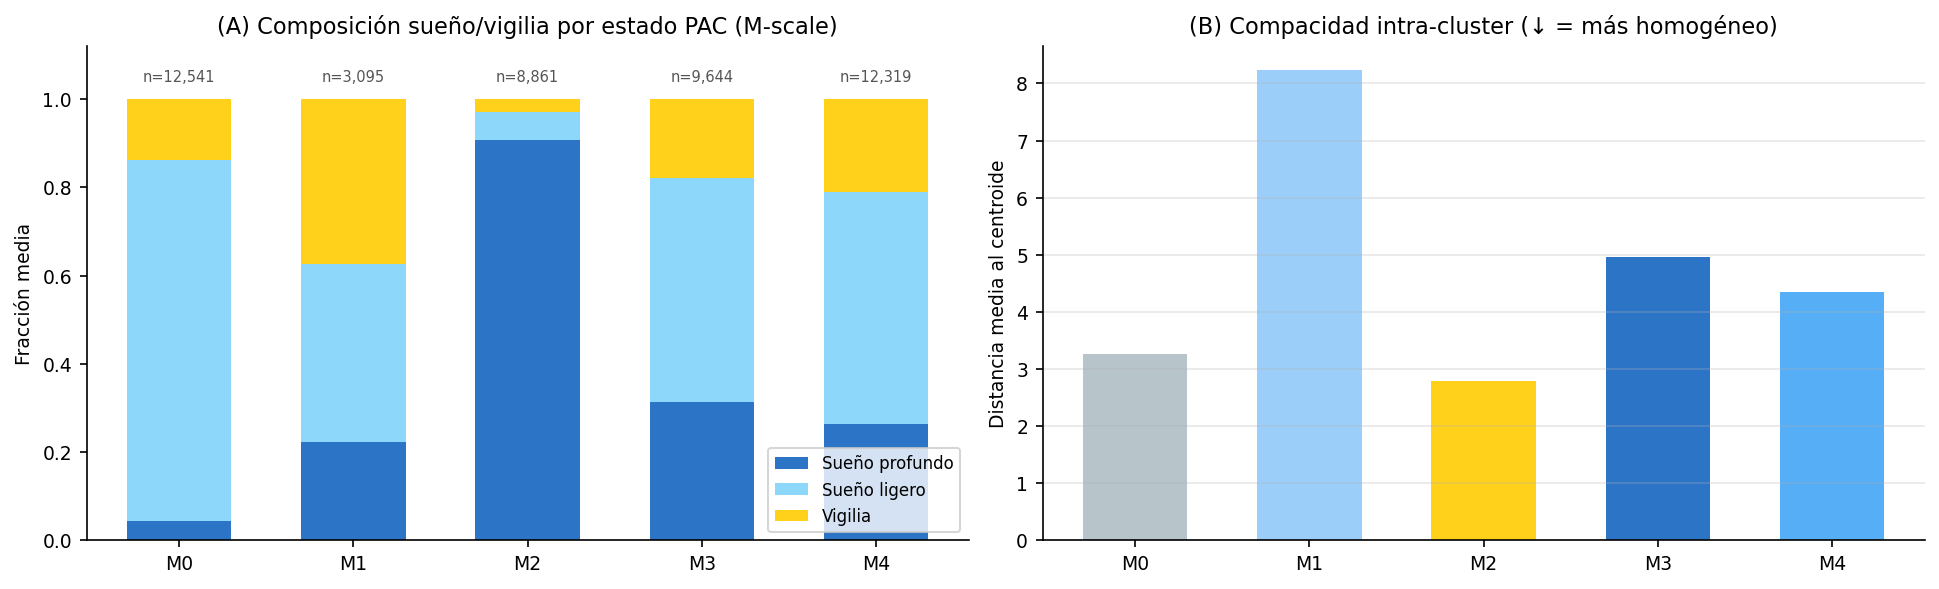 (A) Composición sueño/vigilia por estado PAC (M-scale)
n=12,541 n=3,095 n=8,861 n=9,644 n=12,319
Fracción media
1.0
0.8
0.6
0.4
0.2
0.0
Sueño profundo
Sueño ligero
Vigilia
M0 M1 M2 M3 M4
(B) Compacidad intra-cluster (↓ = más homogéneo)
Distancia media al centroide
8
7
6
5
4
3
2
1
0
M0 M1 M2 M3 M4